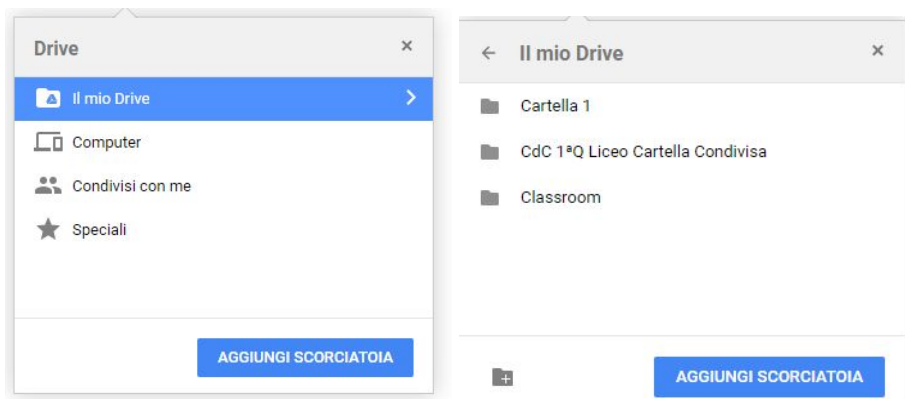 Drive
Il mio Drive
Computer
Condivisi con me
Speciali
AGGIUNGI SCORCIATOIA
Il mio Drive
Cartella 1
CdC 1ªQ Liceo Cartella Condivisa
Classroom
AGGIUNGI SCORCIATOIA